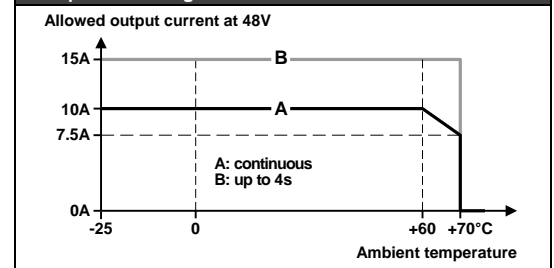 Allowed output current at 48V
15A
B
10A
A
7.5A
A: continuous
B: up to 4s
0A
-25 0 +60 +70°C
Ambient temperature